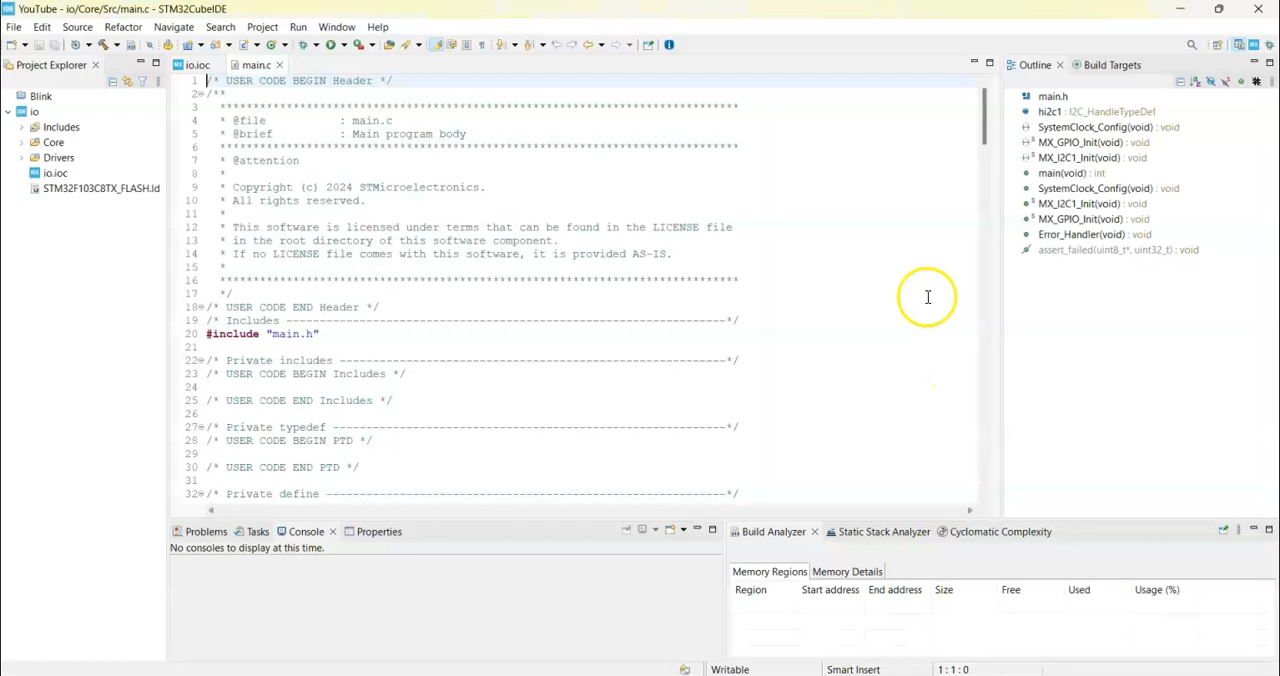 YouTube - io/Core/Src/main.c - STM32CubeIDE
File Edit Source Refactor Navigate Search Project Run Window Help
Project Explorer
Blink
io
Includes
Core
Drivers
io.ioc
STM32F103C8TX_FLASH.ld
io.ioc main.c
1 /* USER CODE BEGIN Header */
2 /**
3 ******************************************************************************
4 * @file : main.c
5 * @brief : Main program body
6 ******************************************************************************
7 * @attention
8 *
9 * Copyright (c) 2024 STMicroelectronics.
10 * All rights reserved.
11 *
12 * This software is licensed under terms that can be found in the LICENSE file
13 * in the root directory of this software component.
14 * If no LICENSE file comes with this software, it is provided AS-IS.
15 *
16 ******************************************************************************
17 */
18 /* USER CODE END Header */
19 /* Includes ------------------------------------------------------------------*/
20 #include "main.h"
21
22 /* Private includes ----------------------------------------------------------*/
23 /* USER CODE BEGIN Includes */
24
25 /* USER CODE END Includes */
26
27 /* Private typedef -----------------------------------------------------------*/
28 /* USER CODE BEGIN PTD */
29
30 /* USER CODE END PTD */
31
32 /* Private define ------------------------------------------------------------*/
Outline Build Targets
main.h
hi2c1 : I2C_HandleTypeDef
SystemClock_Config(void) : void
MX_GPIO_Init(void) : void
MX_I2C1_Init(void) : void
main(void) : int
SystemClock_Config(void) : void
MX_I2C1_Init(void) : void
MX_GPIO_Init(void) : void
Error_Handler(void) : void
assert_failed(uint8_t*, uint32_t) : void
Problems Tasks Console Properties
No consoles to display at this time.
Build Analyzer Static Stack Analyzer Cyclomatic Complexity
Memory Regions Memory Details
Region Start address End address Size Free Used Usage (%)
Writable Smart Insert 1 : 1 : 0